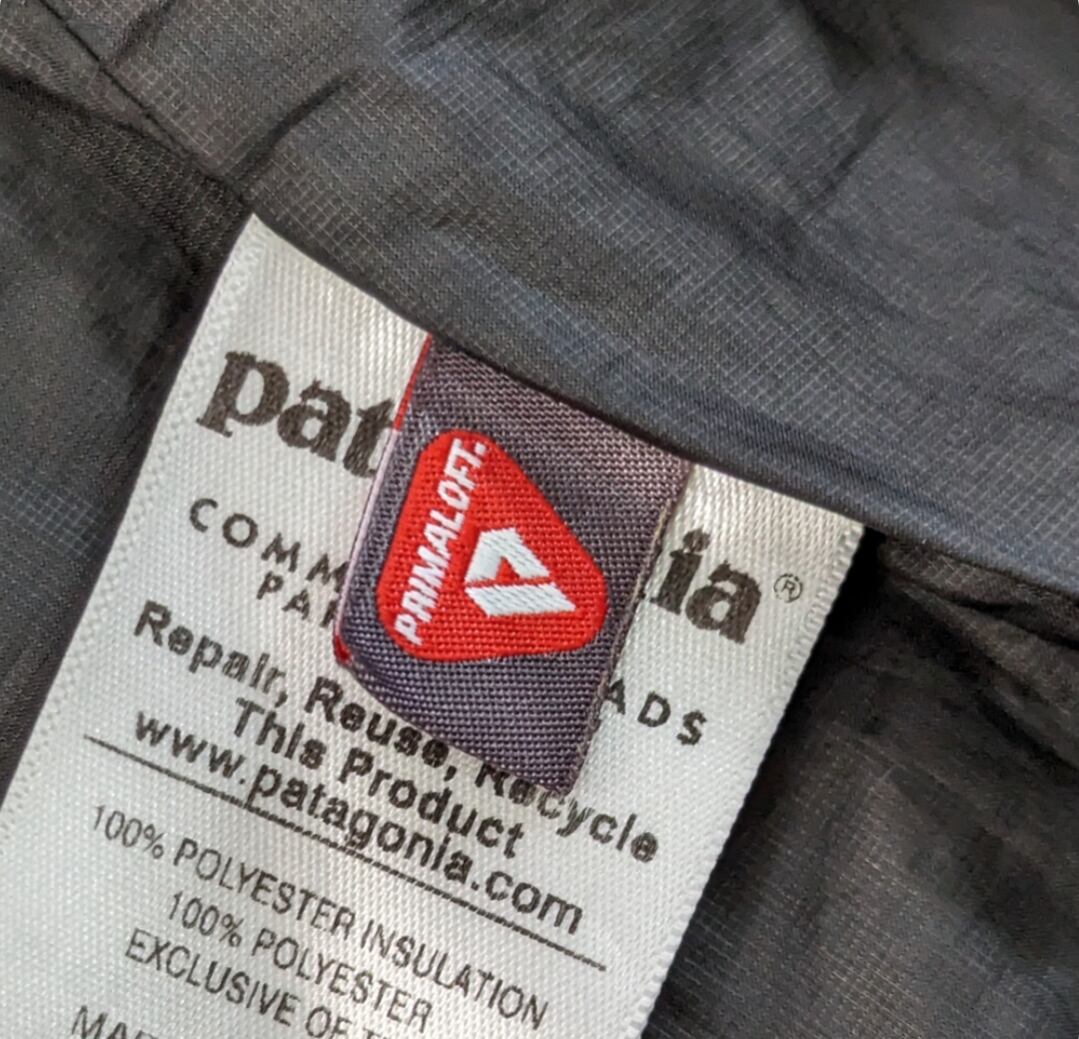 pat ia®
COMM
PAR ADS
Repair, Reuse, Recycle
This Product
www.patagonia.com
100% POLYESTER INSULATION
100% POLYESTER
EXCLUSIVE OF
PRIMALOFT.